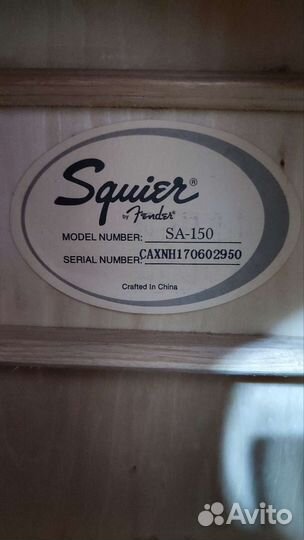 Squier®
by Fender®
MODEL NUMBER: SA-150
SERIAL NUMBER: CAXNH170602950
Crafted In China
Avito